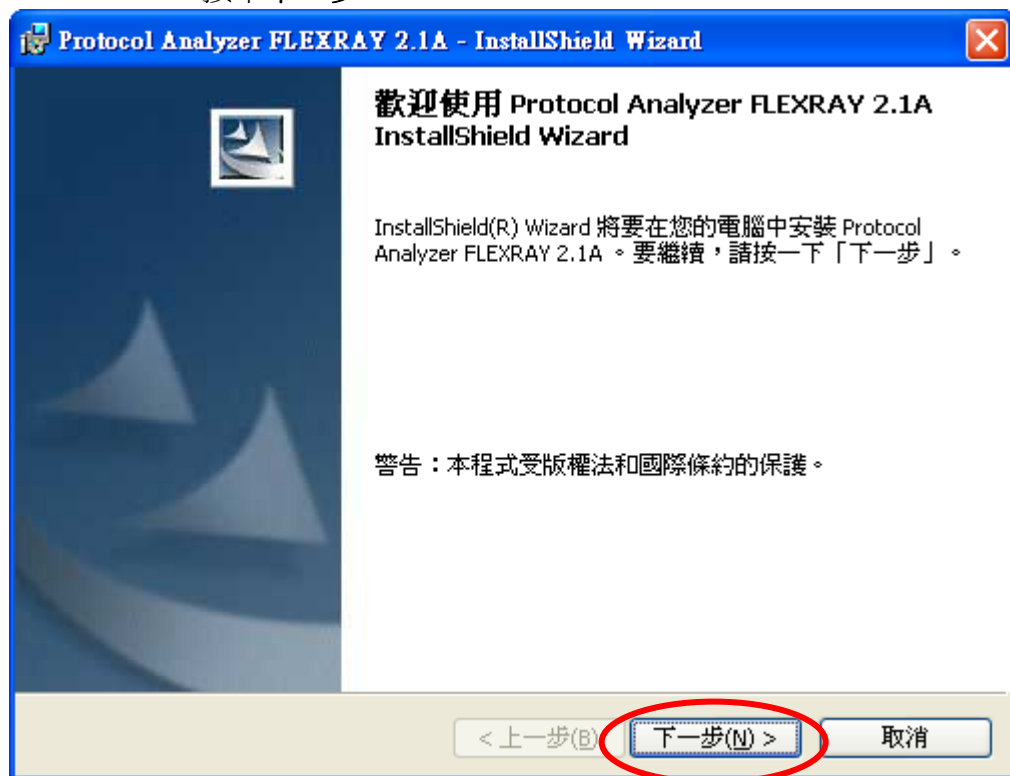 Protocol Analyzer FLEXRAY 2.1A - InstallShield Wizard
歡迎使用 Protocol Analyzer FLEXRAY 2.1A
InstallShield Wizard
InstallShield(R) Wizard 將要在您的電腦中安裝 Protocol
Analyzer FLEXRAY 2.1A 。要繼續，請按一下「下一步」。
警告：本程式受版權法和國際條約的保護。
< 上一步(B)
下一步(N) >
取消